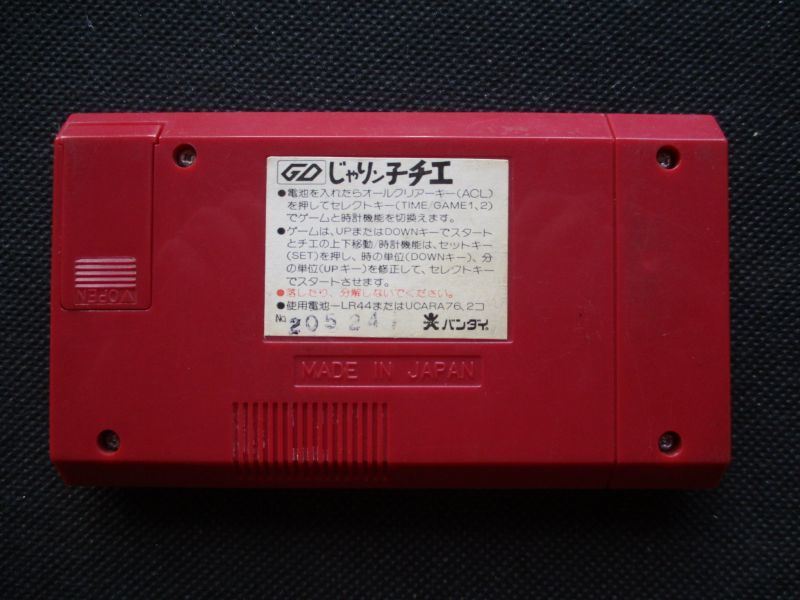 GD じゃりン子チエ
●電池を入れたらオールクリアーキー(ACL)
を押してセレクトキー(TIME/GAME1、2)
でゲームと時計機能を切換えます。
●ゲームは、UPまたはDOWNキーでスタート
とチエの上下移動/時計機能は、セットキー
(SET)を押し、時の単位(DOWNキー)、分
の単位(UPキー)を修正して、セレクトキー
でスタートさせます。
●落したり、分解しないでください。
●使用電池ーLR44またはUCARA76、2コ
No. 205241 バンダイ
OPEN
MADE IN JAPAN